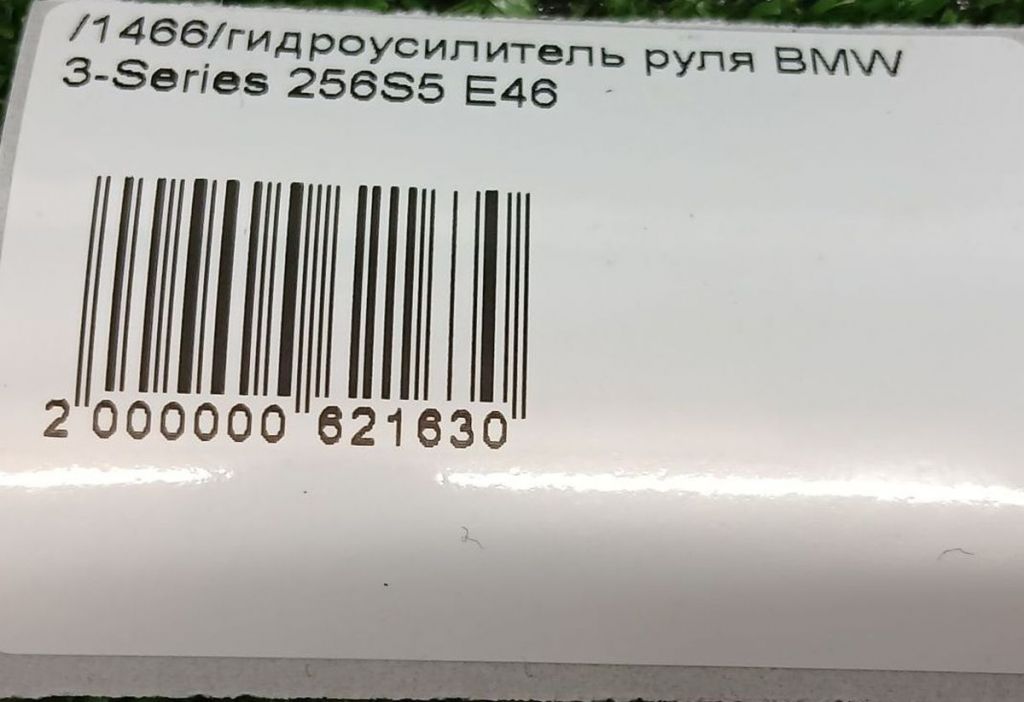 /1466/гидроусилитель руля BMW
3-Series 256S5 E46
2 000000 621630